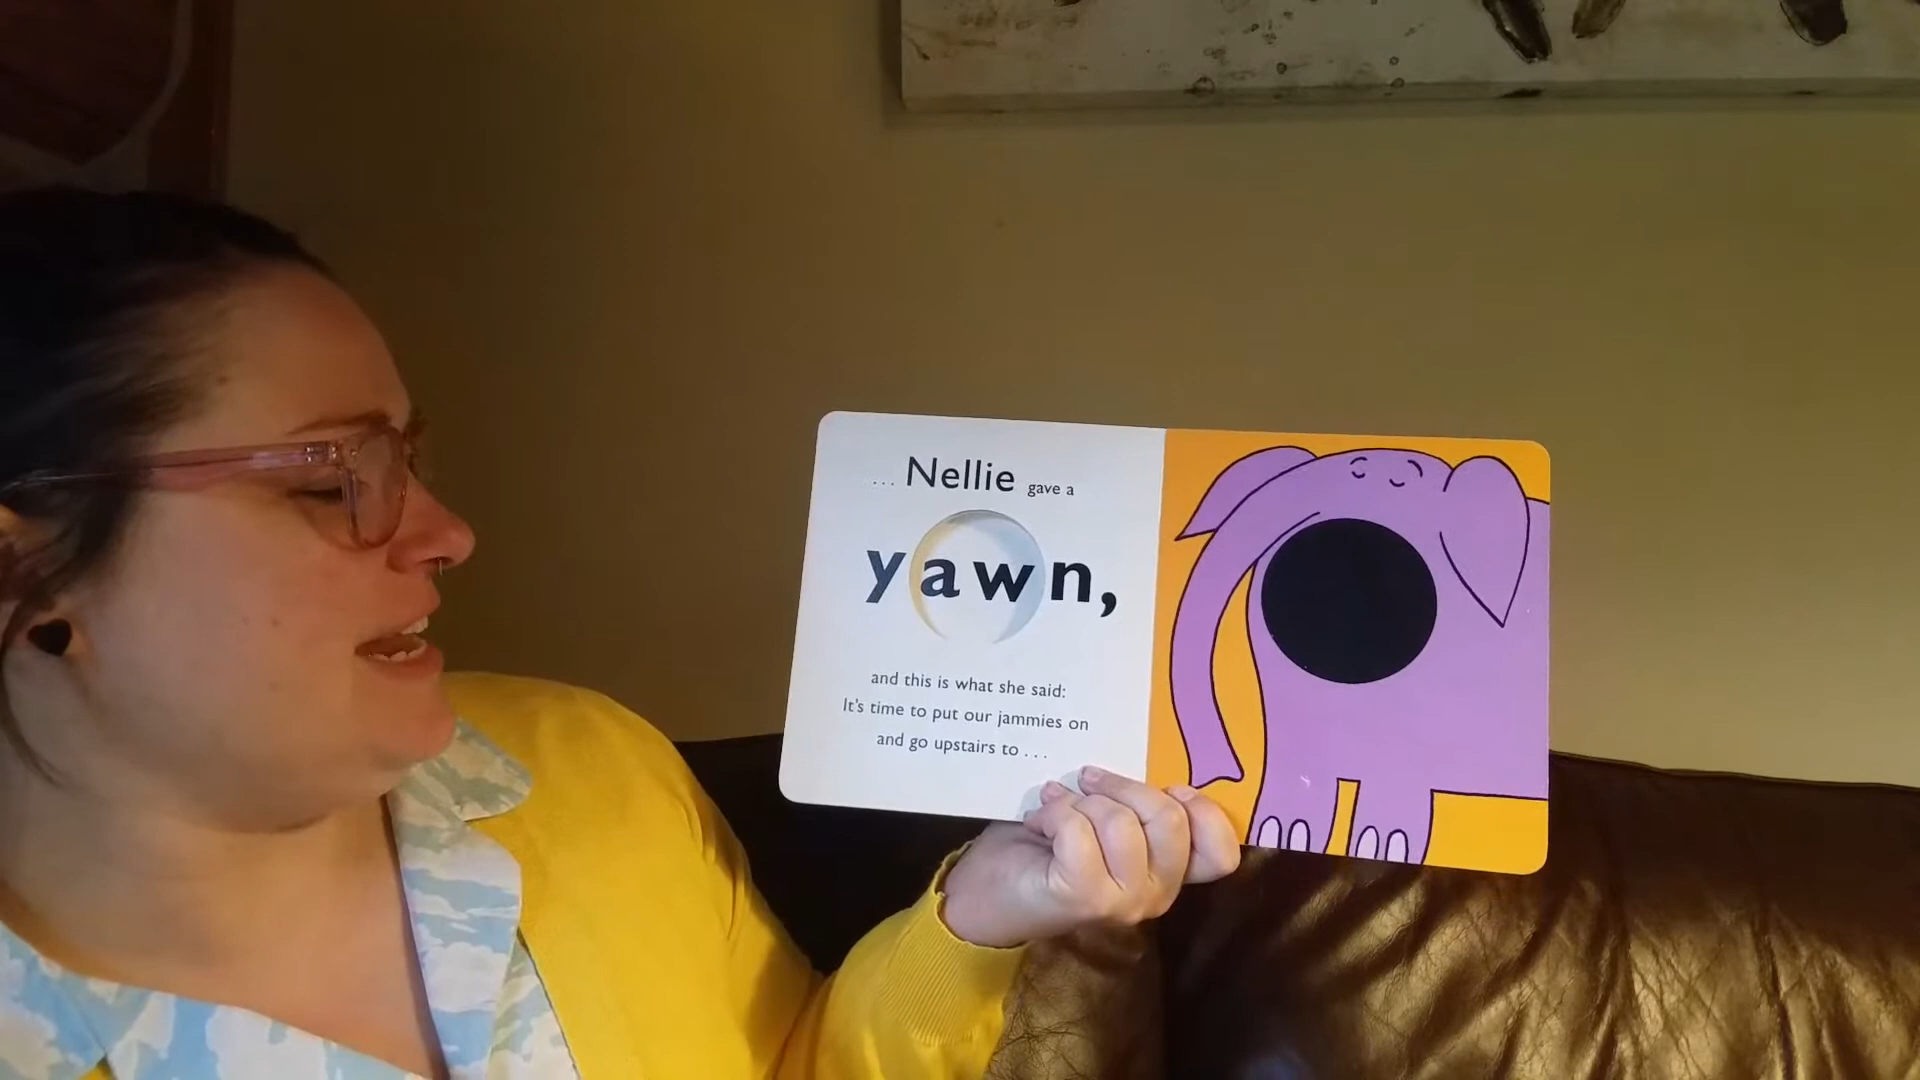 ... Nellie gave a
yawn,
and this is what she said:
It's time to put our jammies on
and go upstairs to . . .